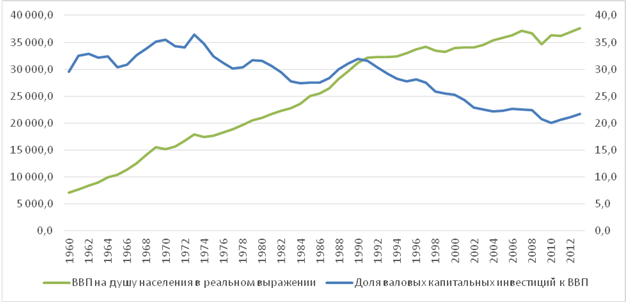 40 000,0 40,0
35 000,0 35,0
30 000,0 30,0
25 000,0 25,0
20 000,0 20,0
15 000,0 15,0
10 000,0 10,0
5 000,0 5,0
0,0 0,0
1960 1962 1964 1966 1968 1970 1972 1974 1976 1978 1980 1982 1984 1986 1988 1990 1992 1994 1996 1998 2000 2002 2004 2006 2008 2010 2012
ВВП на душу населения в реальном выражении Доля валовых капитальных инвестиций к ВВП